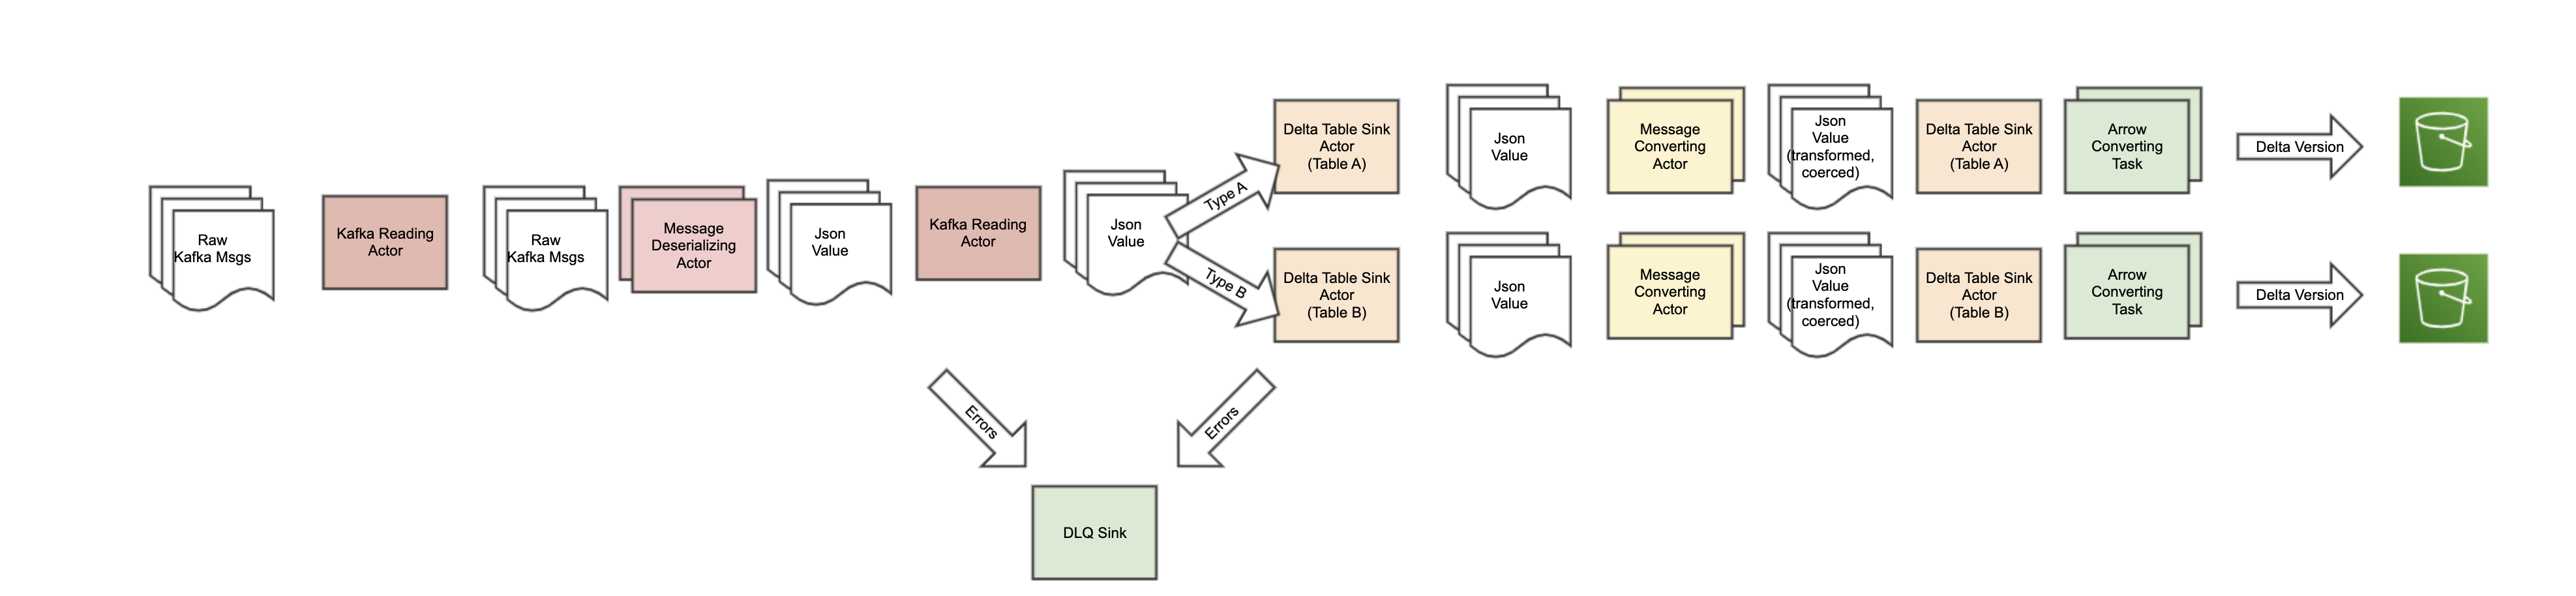 Raw
Kafka Msgs
Kafka Reading
Actor
Raw
Kafka Msgs
Message
Deserializing
Actor
Json
Value
Kafka Reading
Actor
Json
Value
Type A
Type B
Delta Table Sink
Actor
(Table A)
Json
Value
Message
Converting
Actor
Json
Value
(transformed,
coerced)
Delta Table Sink
Actor
(Table A)
Arrow
Converting
Task
Delta Version
Delta Table Sink
Actor
(Table B)
Json
Value
Message
Converting
Actor
Json
Value
(transformed,
coerced)
Delta Table Sink
Actor
(Table B)
Arrow
Converting
Task
Delta Version
Errors
Errors
DLQ Sink